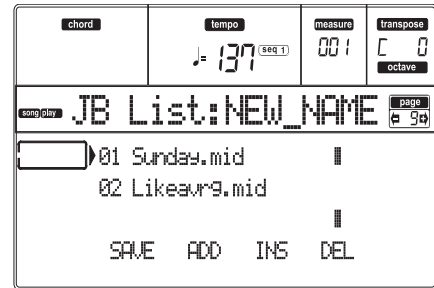 chord tempo measure transpose
♩= 137 seq 1 001 C 0
octave
song play JB List:NEW_NAME page 9
01 Sunday.mid
02 Likeavrg.mid
SAVE ADD INS DEL